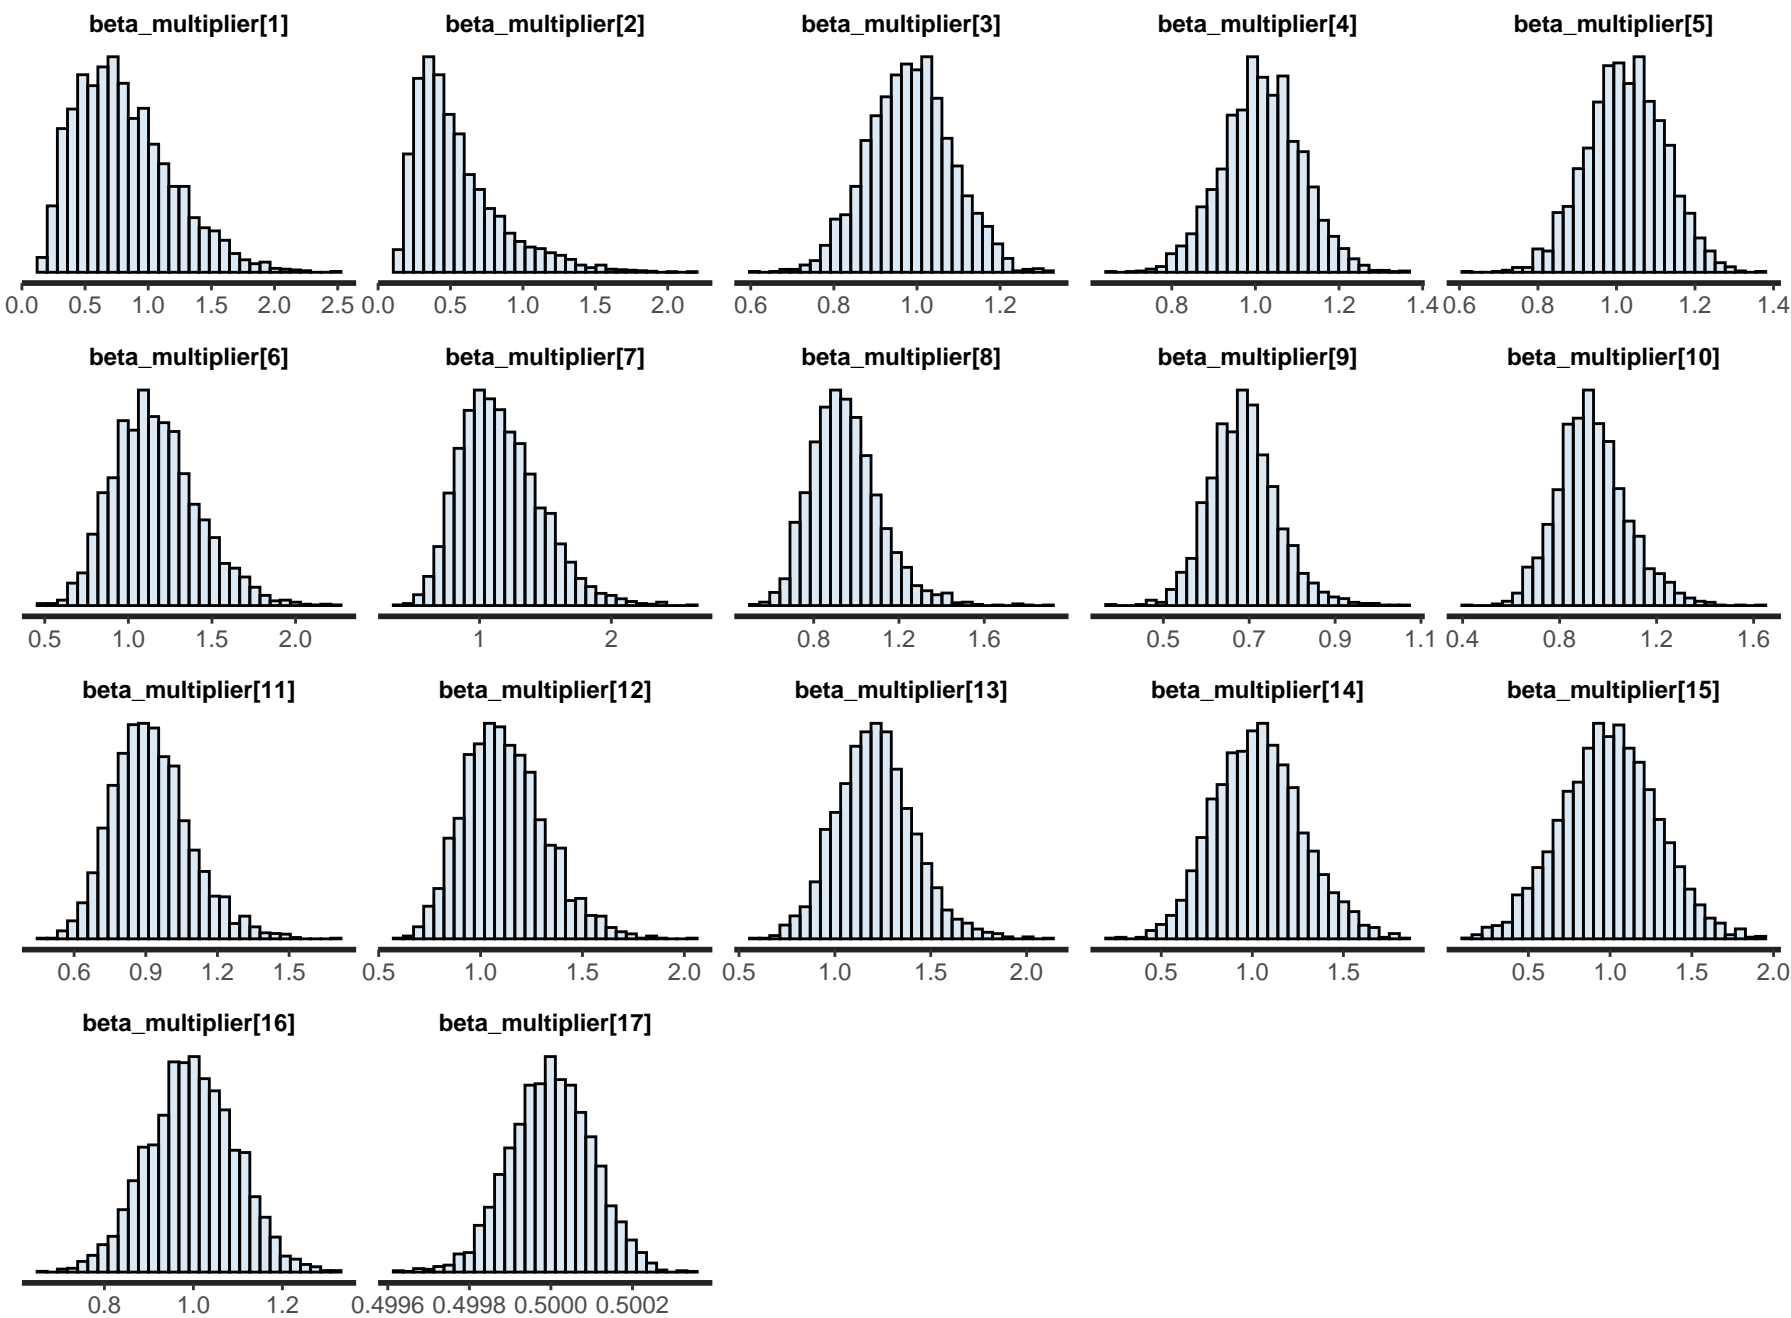 beta_multiplier[1] beta_multiplier[2] beta_multiplier[3] beta_multiplier[4] beta_multiplier[5]
0.0 0.5 1.0 1.5 2.0 2.5 0.0 0.5 1.0 1.5 2.0 0.6 0.8 1.0 1.2 0.8 1.0 1.2 1.4 0.6 0.8 1.0 1.2 1.4
beta_multiplier[6] beta_multiplier[7] beta_multiplier[8] beta_multiplier[9] beta_multiplier[10]
0.5 1.0 1.5 2.0 1 2 0.8 1.2 1.6 0.5 0.7 0.9 1.1 0.4 0.8 1.2 1.6
beta_multiplier[11] beta_multiplier[12] beta_multiplier[13] beta_multiplier[14] beta_multiplier[15]
0.6 0.9 1.2 1.5 0.5 1.0 1.5 2.0 0.5 1.0 1.5 2.0 0.5 1.0 1.5 0.5 1.0 1.5 2.0
beta_multiplier[16] beta_multiplier[17]
0.8 1.0 1.2 0.4996 0.4998 0.5000 0.5002